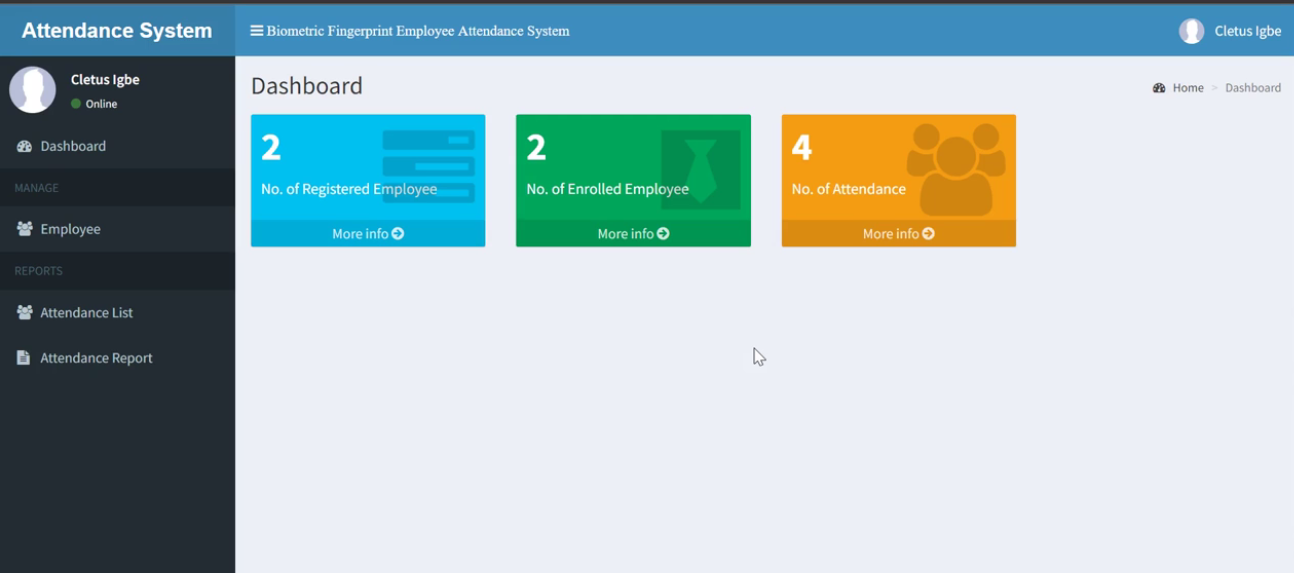 Attendance System
Biometric Fingerprint Employee Attendance System
Cletus Igbe
Cletus Igbe
Online
Dashboard
MANAGE
Employee
REPORTS
Attendance List
Attendance Report
Dashboard
Home > Dashboard
2
No. of Registered Employee
More info
2
No. of Enrolled Employee
More info
4
No. of Attendance
More info